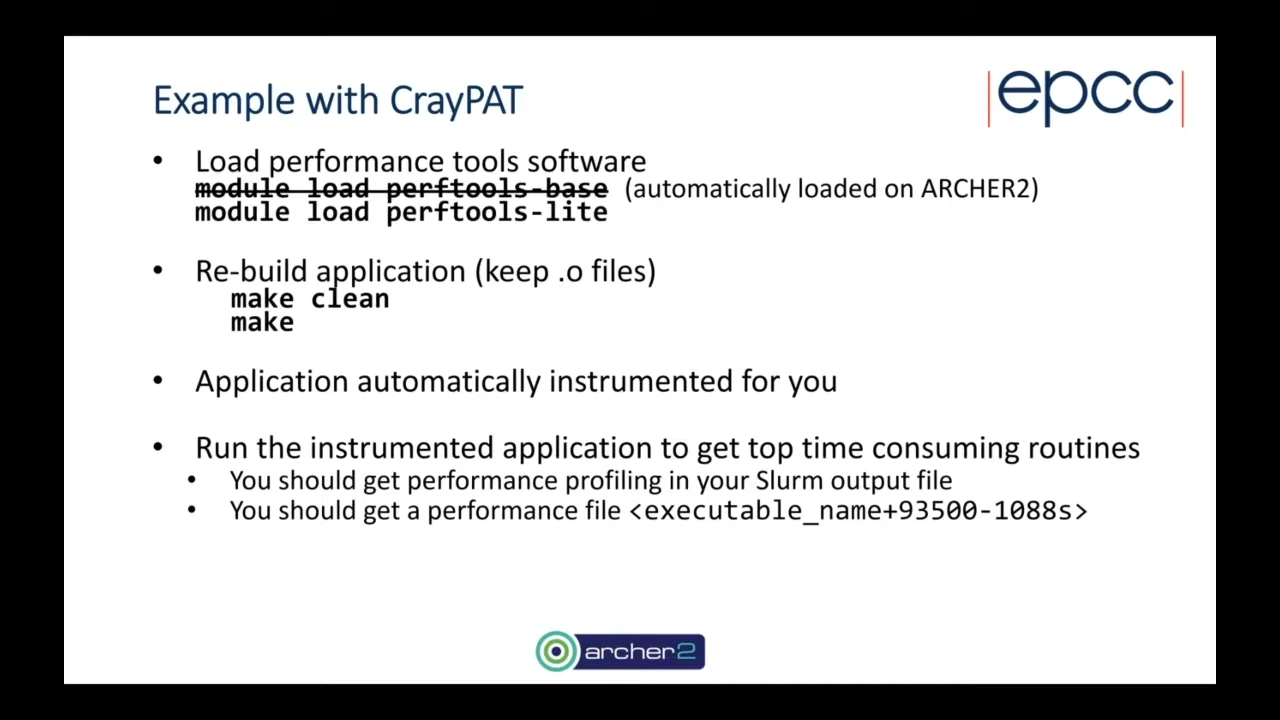 Example with CrayPAT
|epcc|
• Load performance tools software
module load perftools-base (automatically loaded on ARCHER2)
module load perftools-lite
• Re-build application (keep .o files)
make clean
make
• Application automatically instrumented for you
• Run the instrumented application to get top time consuming routines
• You should get performance profiling in your Slurm output file
• You should get a performance file <executable_name+93500-1088s>
archer2